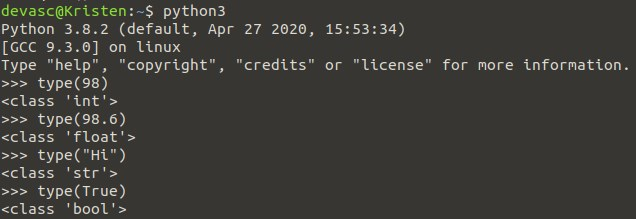 devasc@Kristen:~$ python3
Python 3.8.2 (default, Apr 27 2020, 15:53:34)
[GCC 9.3.0] on linux
Type "help", "copyright", "credits" or "license" for more information.
>>> type(98)
<class 'int'>
>>> type(98.6)
<class 'float'>
>>> type("Hi")
<class 'str'>
>>> type(True)
<class 'bool'>